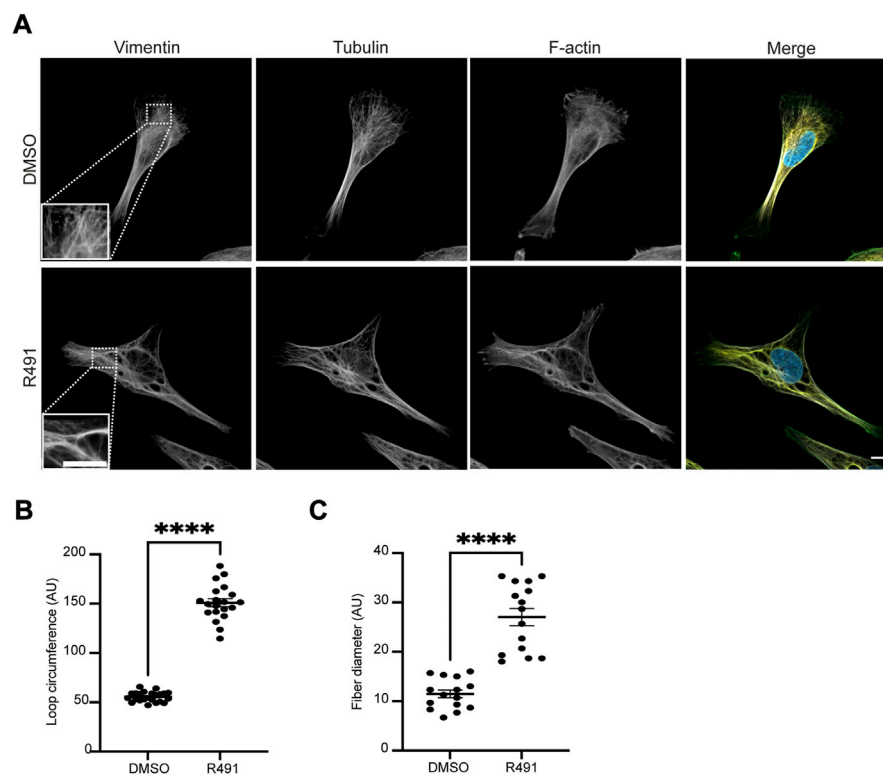 A
Vimentin Tubulin F-actin Merge
DMSO
R491
B
****
Loop circumference (AU)
200
150
100
50
0
DMSO R491
C
****
Fiber diameter (AU)
40
30
20
10
0
DMSO R491